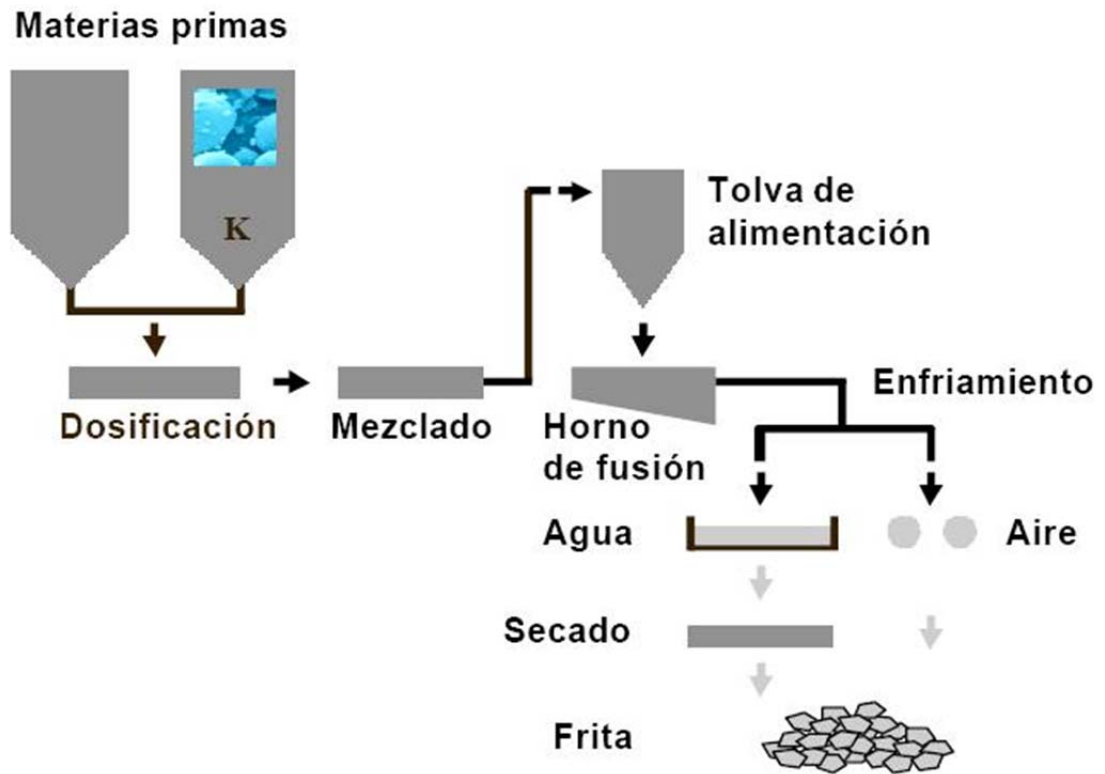 Materias primas
K
Tolva de
alimentación
Dosificación
Mezclado
Horno
de fusión
Enfriamiento
Agua
Aire
Secado
Frita